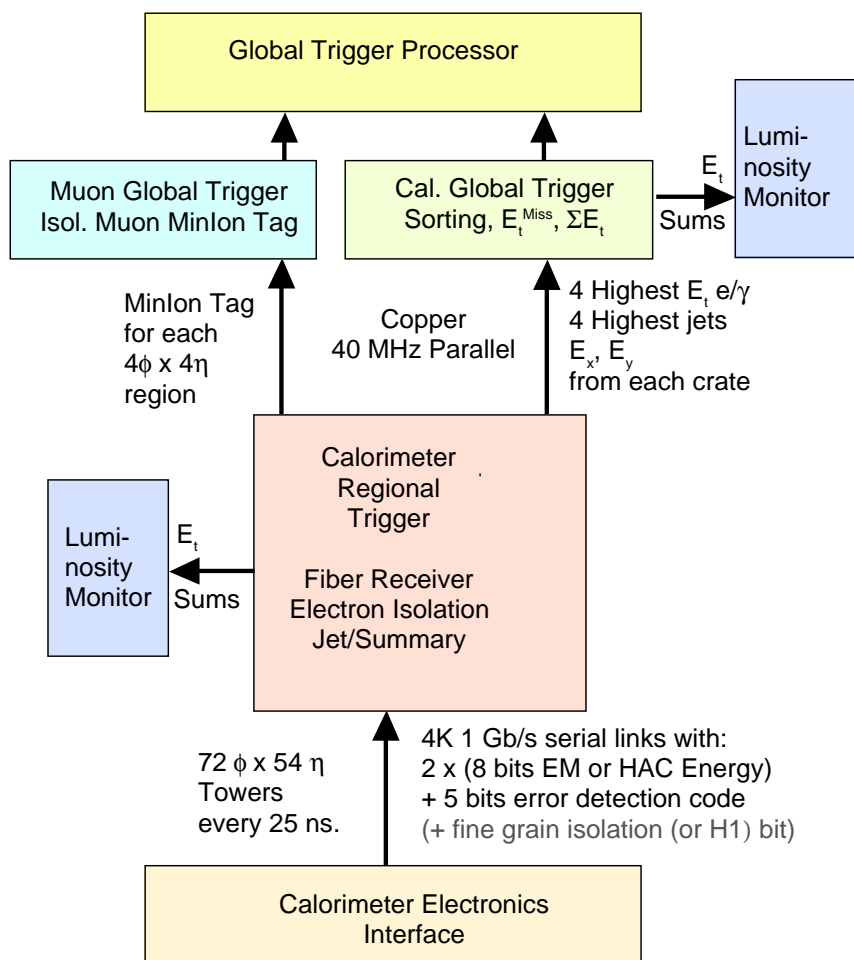 Global Trigger Processor
Lumi-
nosity
Monitor
E_t
Sums
Muon Global Trigger
Isol. Muon MinIon Tag
Cal. Global Trigger
Sorting, E_t^Miss, ΣE_t
MinIon Tag
for each
4φ x 4η
region
Copper
40 MHz Parallel
4 Highest E_t e/γ
4 Highest jets
E_x, E_y
from each crate
Calorimeter
Regional
Trigger
Fiber Receiver
Electron Isolation
Jet/Summary
Lumi-
nosity
Monitor
E_t
Sums
72 φ x 54 η
Towers
every 25 ns.
4K 1 Gb/s serial links with:
2 x (8 bits EM or HAC Energy)
+ 5 bits error detection code
(+ fine grain isolation (or H1) bit)
Calorimeter Electronics
Interface